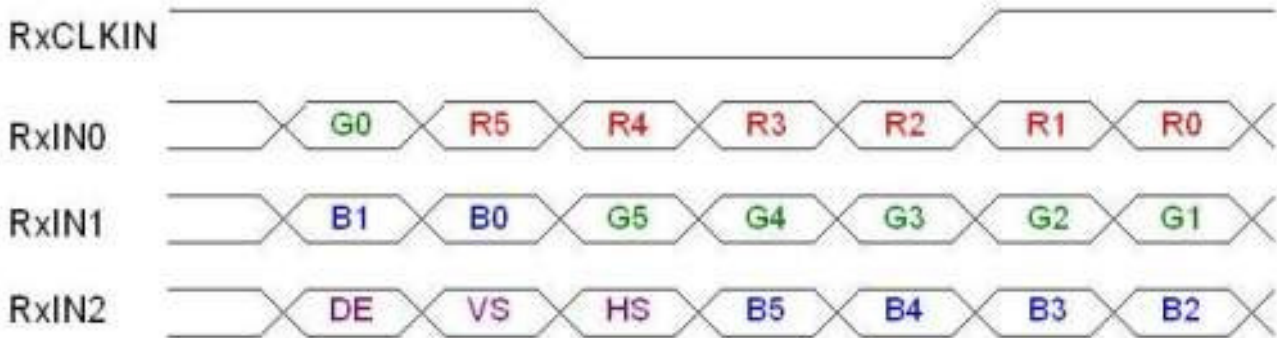 RxCLKIN
RxIN0 G0 R5 R4 R3 R2 R1 R0
RxIN1 B1 B0 G5 G4 G3 G2 G1
RxIN2 DE VS HS B5 B4 B3 B2